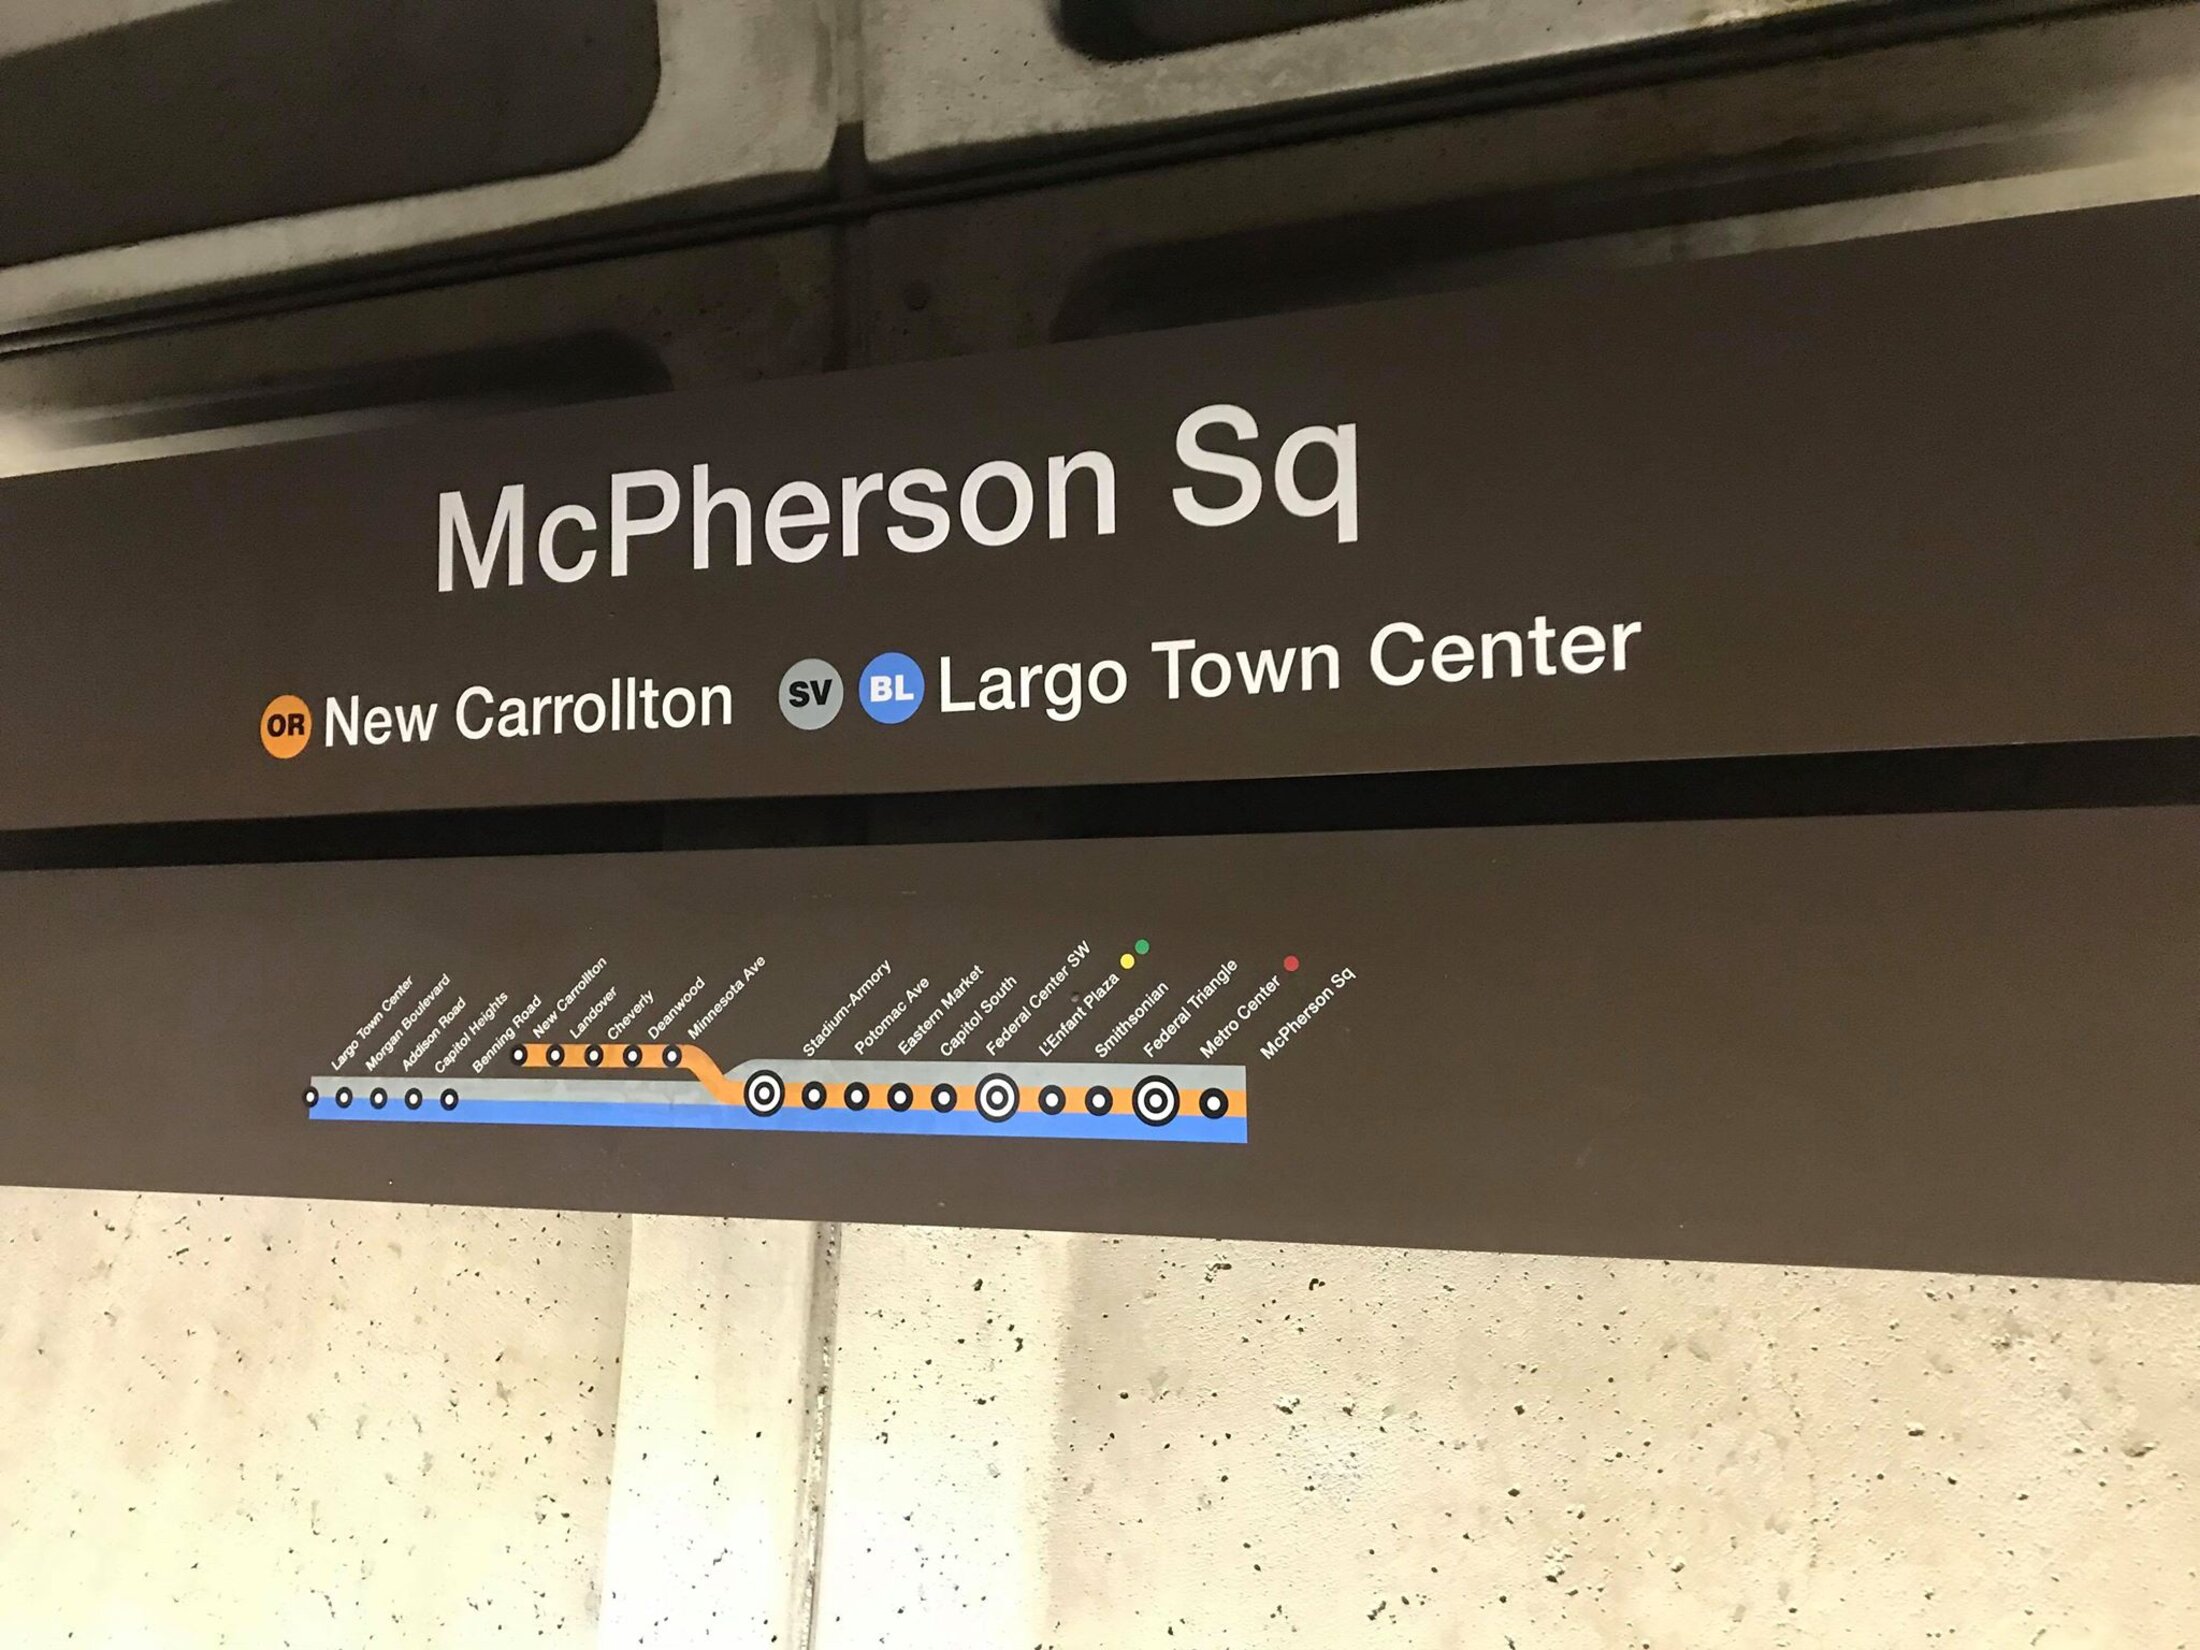 McPherson Sq
OR New Carrollton SV BL Largo Town Center
Largo Town Center
Morgan Boulevard
Addison Road
Capitol Heights
Benning Road
New Carrollton
Landover
Cheverly
Deanwood
Minnesota Ave
Stadium-Armory
Potomac Ave
Eastern Market
Capitol South
Federal Center SW
L'Enfant Plaza
Smithsonian
Federal Triangle
Metro Center
McPherson Sq